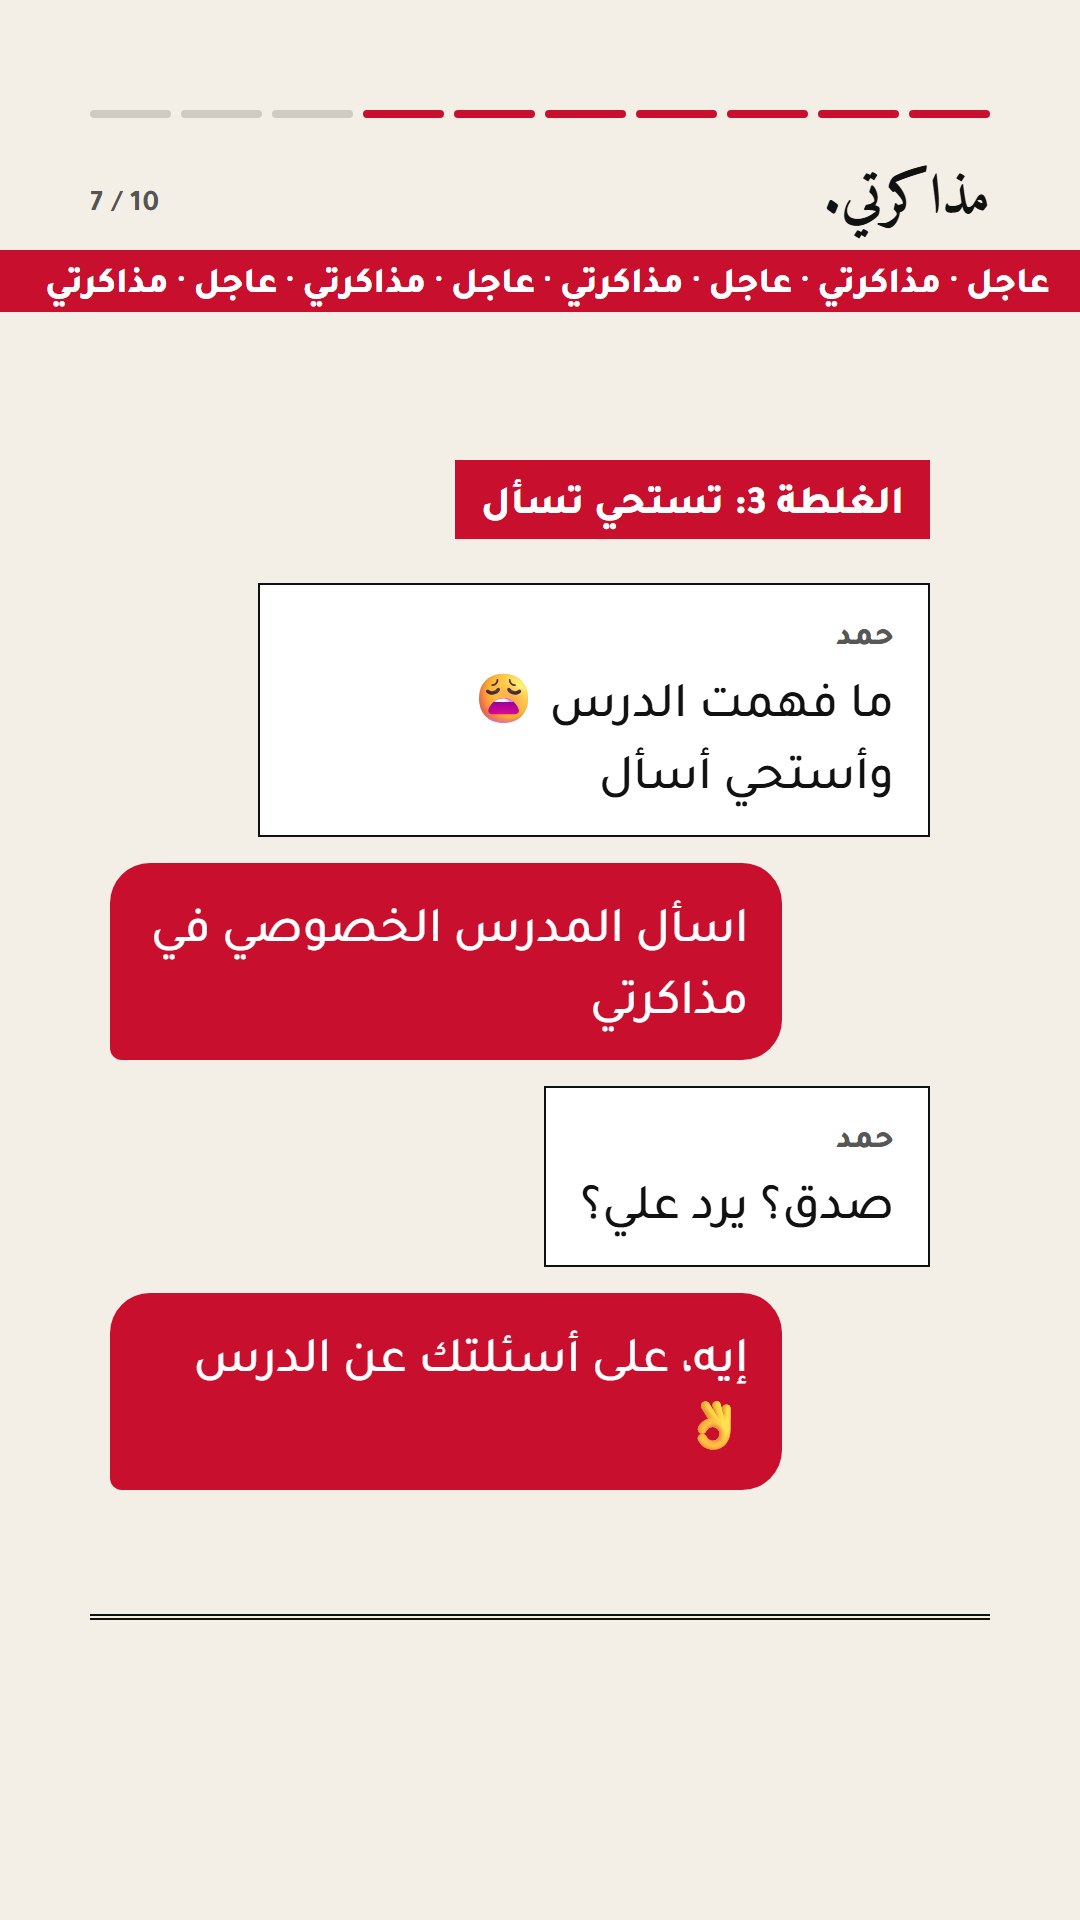 مذاكرتي.
7 / 10
عاجل · مذاكرتي · عاجل · مذاكرتي · عاجل · مذاكرتي · عاجل · مذاكرتي
الغلطة 3: تستحي تسأل
حمد
ما فهمت الدرس 😩
وأستحي أسأل
اسأل المدرس الخصوصي في
مذاكرتي
حمد
صدق؟ يرد علي؟
إيه، على أسئلتك عن الدرس
👌